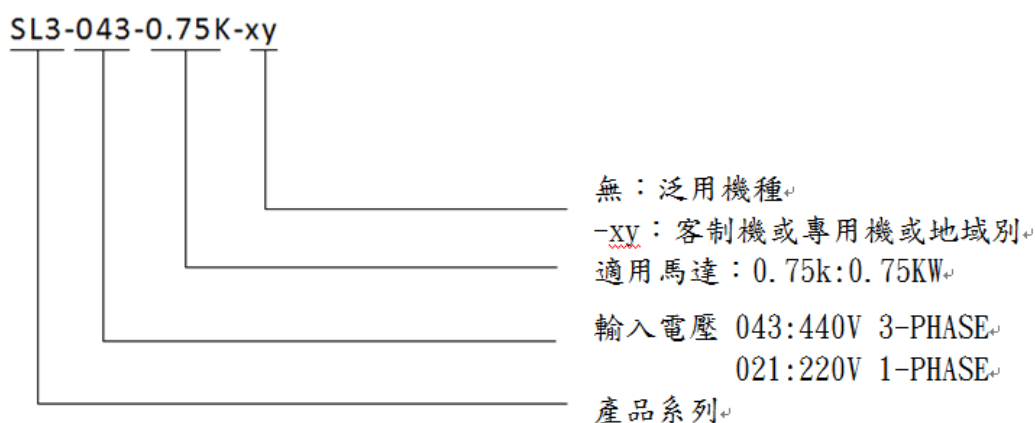 SL3-043-0.75K-xy
無：泛用機種
-xy：客制機或專用機或地域別
適用馬達：0.75k:0.75KW
輸入電壓 043:440V 3-PHASE
021:220V 1-PHASE
產品系列